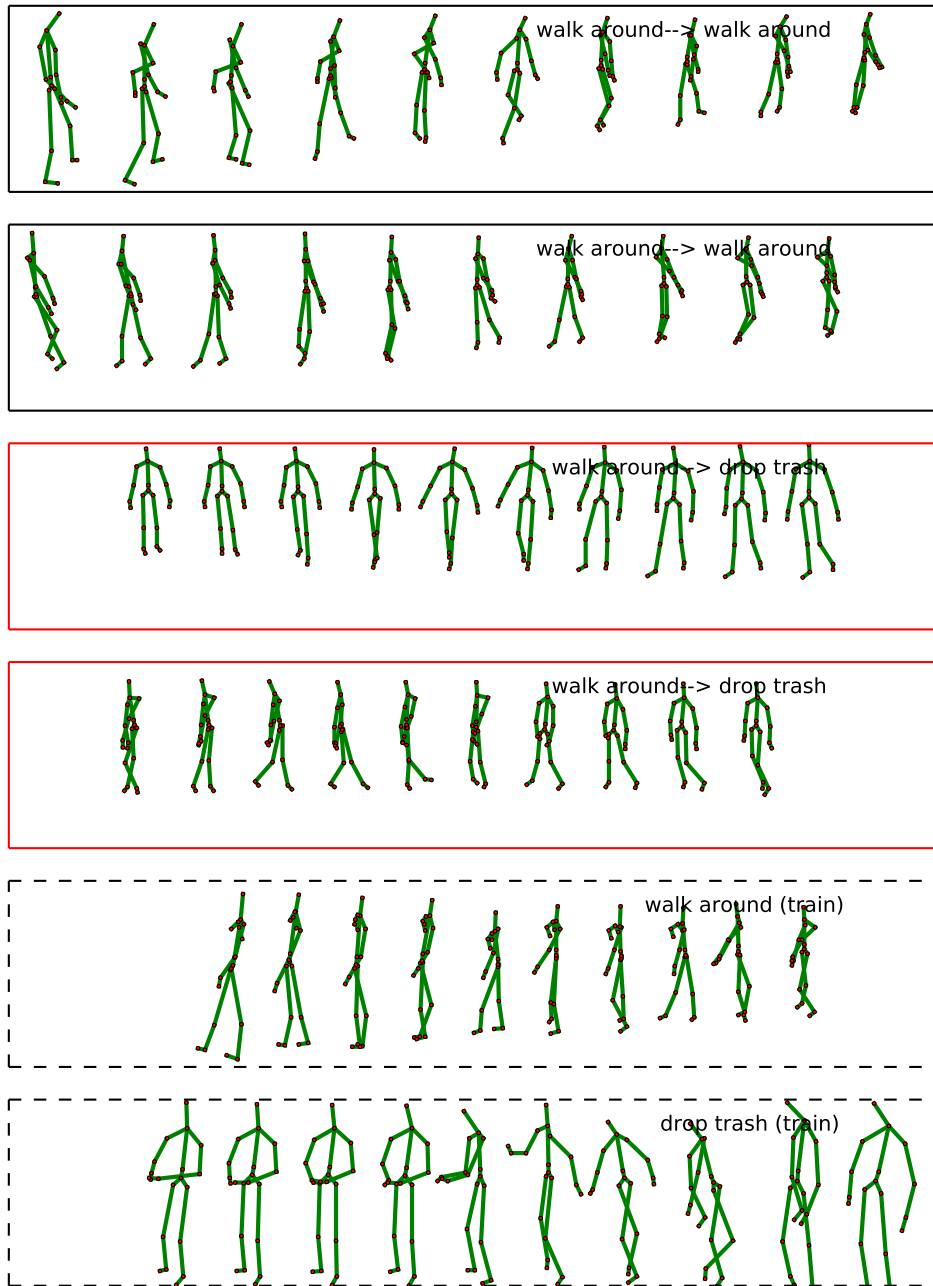 walk around--> walk around
walk around--> walk around
walk around--> drop trash
walk around--> drop trash
walk around (train)
drop trash (train)